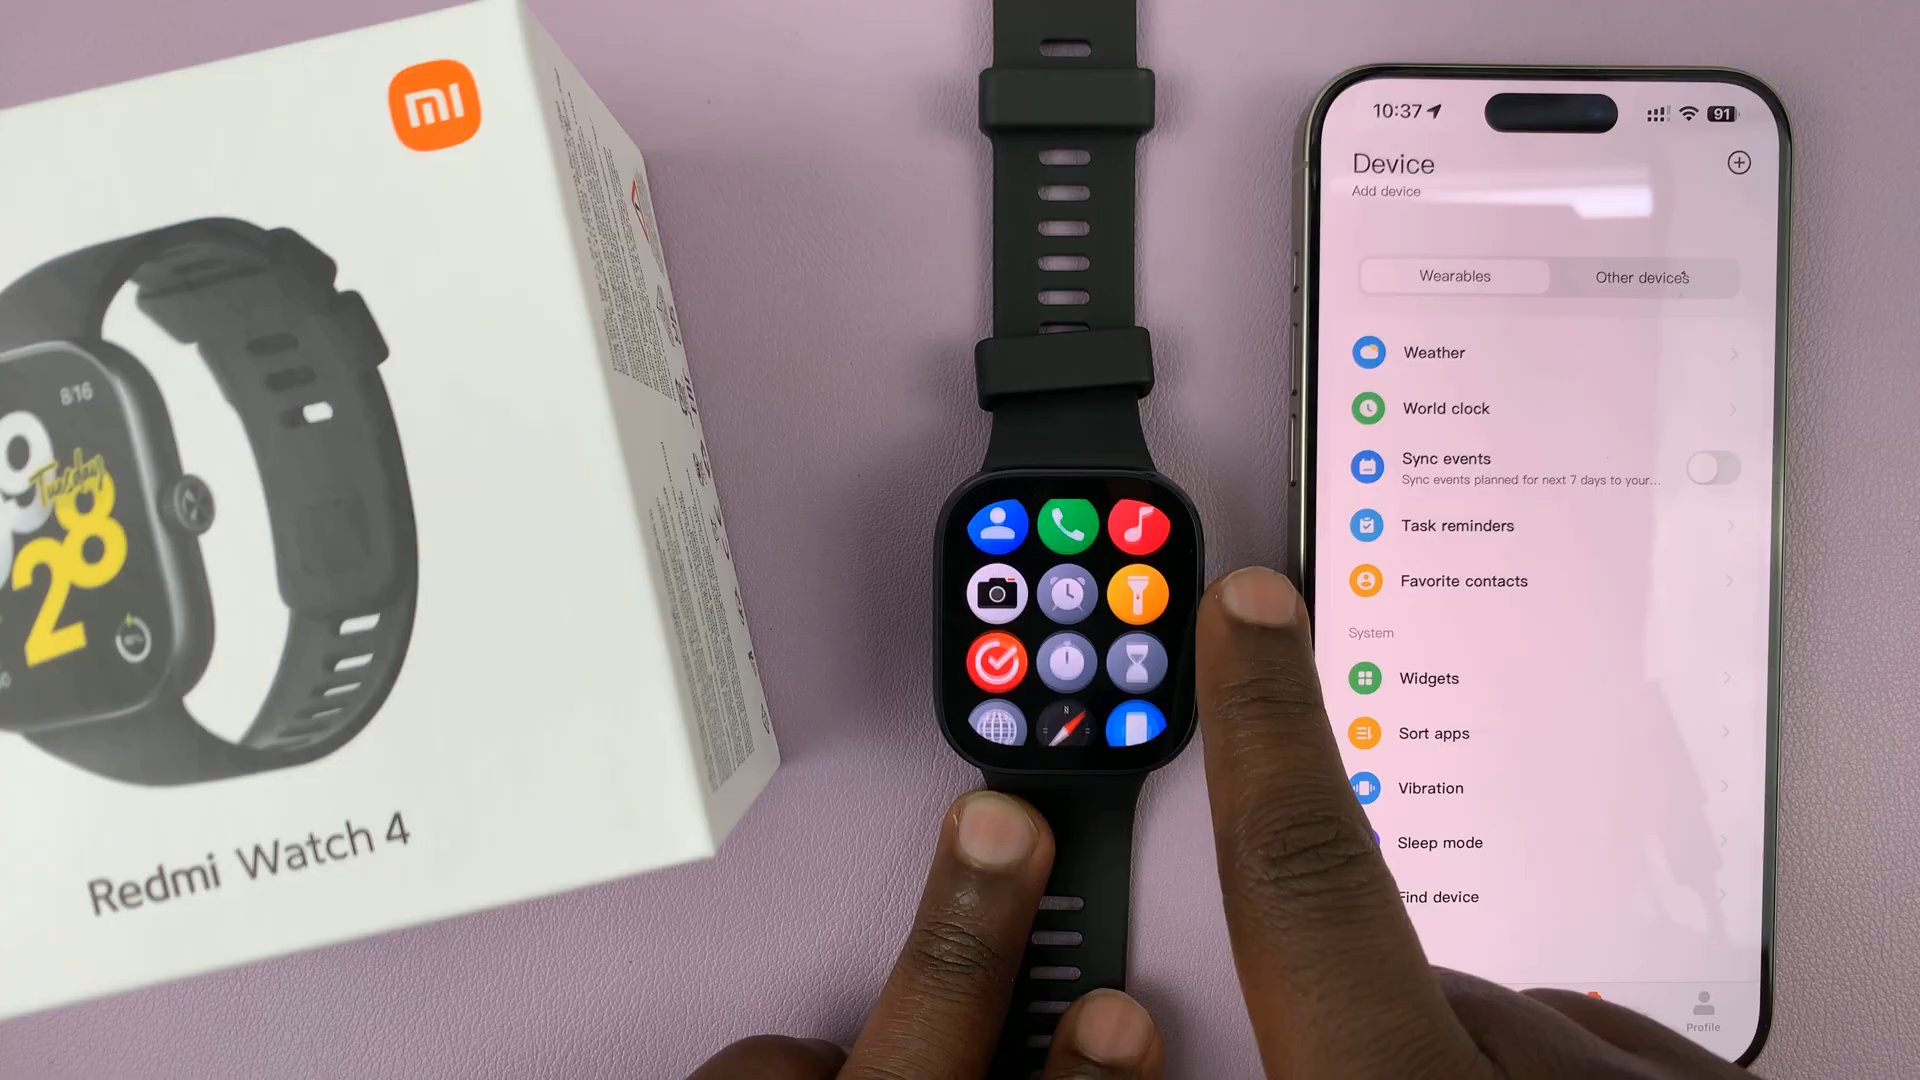 8/16
Tuesday
28
Redmi Watch 4
N
10:37
91
Device
Add device
Wearables
Other devices
Weather
World clock
Sync events
Sync events planned for next 7 days to your...
Task reminders
Favorite contacts
System
Widgets
Sort apps
Vibration
Sleep mode
Find device
Profile